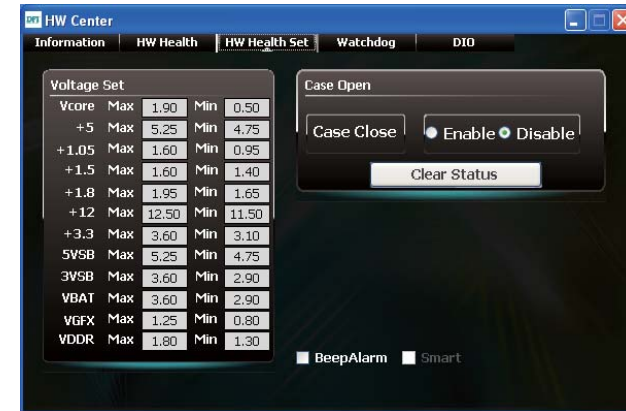 DFI HW Center
Information HW Health HW Health Set Watchdog DIO
Voltage Set
Vcore Max 1.90 Min 0.50
+5 Max 5.25 Min 4.75
+1.05 Max 1.60 Min 0.95
+1.5 Max 1.60 Min 1.40
+1.8 Max 1.95 Min 1.65
+12 Max 12.50 Min 11.50
+3.3 Max 3.60 Min 3.10
5VSB Max 5.25 Min 4.75
3VSB Max 3.60 Min 2.90
VBAT Max 3.60 Min 2.90
VGFX Max 1.25 Min 0.80
VDDR Max 1.80 Min 1.30
Case Open
Case Close Enable Disable
Clear Status
BeepAlarm Smart